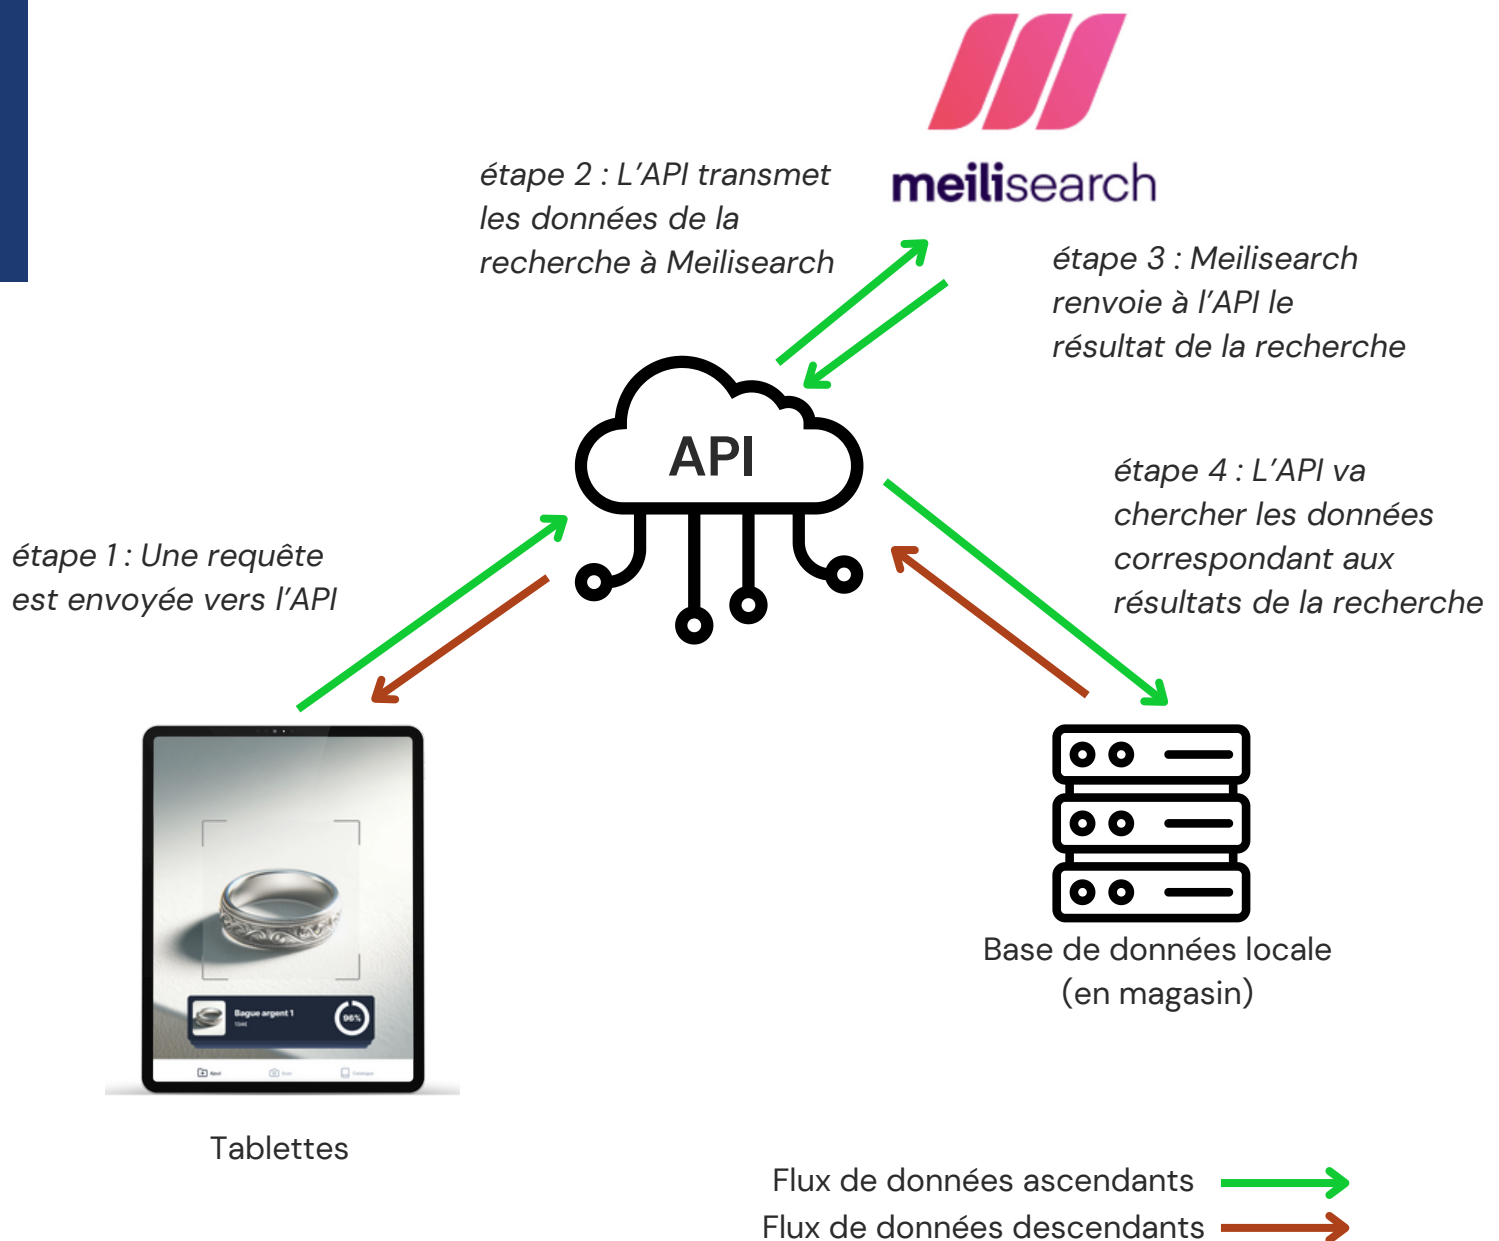 meilisearch
étape 2 : L'API transmet
les données de la
recherche à Meilisearch
étape 3 : Meilisearch
renvoie à l'API le
résultat de la recherche
API
étape 4 : L'API va
chercher les données
correspondant aux
résultats de la recherche
étape 1 : Une requête
est envoyée vers l'API
Bague argent 1
96%
Ajout
Scan
Catalogue
Base de données locale
(en magasin)
Tablettes
Flux de données ascendants
Flux de données descendants